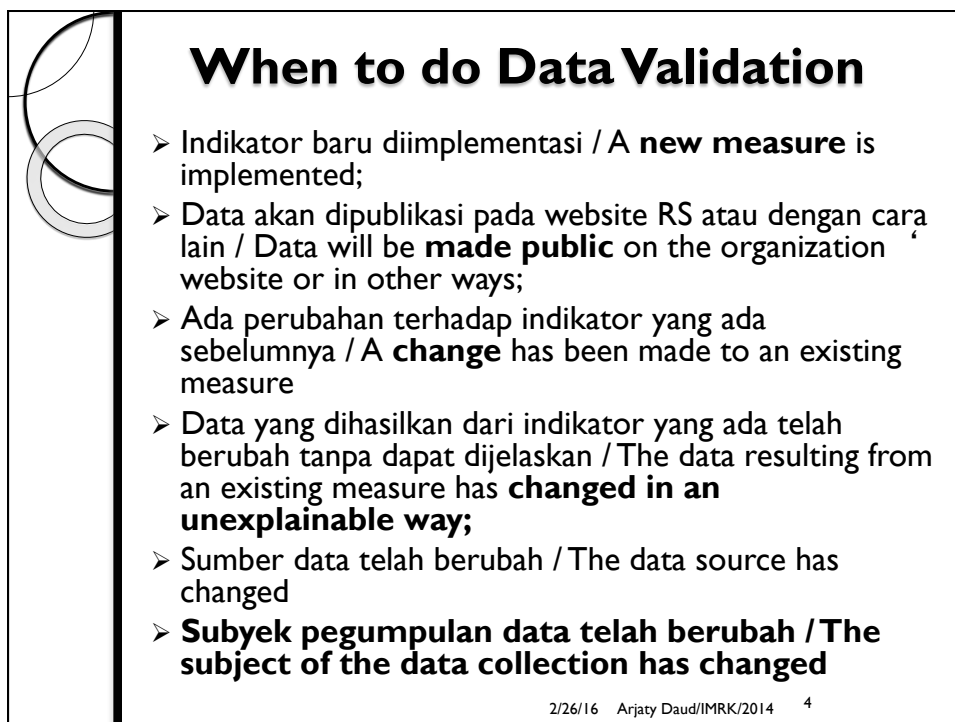 When to do Data Validation
➢ Indikator baru diimplementasi / A new measure is
implemented;
➢ Data akan dipublikasi pada website RS atau dengan cara
lain / Data will be made public on the organization ‘
website or in other ways;
➢ Ada perubahan terhadap indikator yang ada
sebelumnya / A change has been made to an existing
measure
➢ Data yang dihasilkan dari indikator yang ada telah
berubah tanpa dapat dijelaskan / The data resulting from
an existing measure has changed in an
unexplainable way;
➢ Sumber data telah berubah / The data source has
changed
➢ Subyek pegumpulan data telah berubah / The
subject of the data collection has changed
2/26/16 Arjaty Daud/IMRK/2014 4